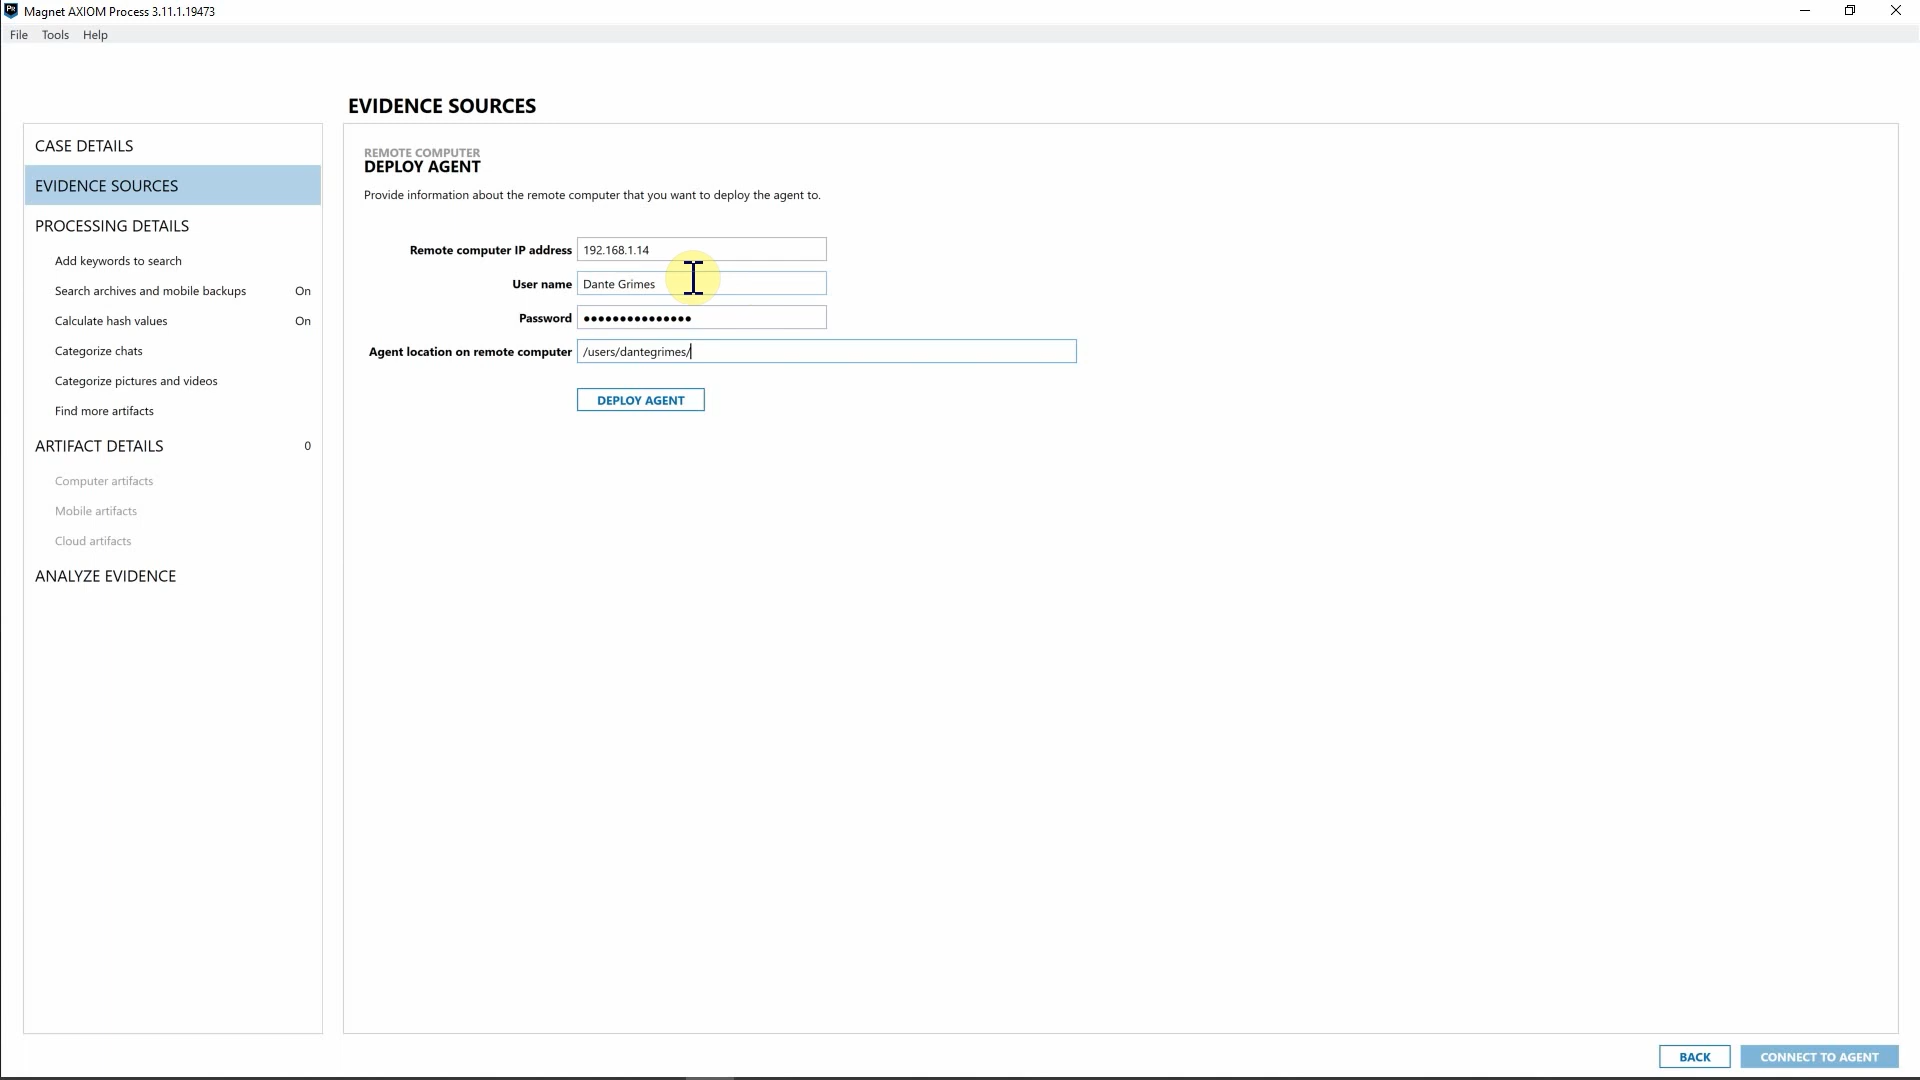 Magnet AXIOM Process 3.11.1.19473
File Tools Help
EVIDENCE SOURCES
CASE DETAILS
EVIDENCE SOURCES
PROCESSING DETAILS
Add keywords to search
Search archives and mobile backups On
Calculate hash values On
Categorize chats
Categorize pictures and videos
Find more artifacts
ARTIFACT DETAILS 0
Computer artifacts
Mobile artifacts
Cloud artifacts
ANALYZE EVIDENCE
REMOTE COMPUTER
DEPLOY AGENT
Provide information about the remote computer that you want to deploy the agent to.
Remote computer IP address 192.168.1.14
User name Dante Grimes
Password ●●●●●●●●●●●●●●●
Agent location on remote computer /users/dantegrimes/
DEPLOY AGENT
BACK CONNECT TO AGENT